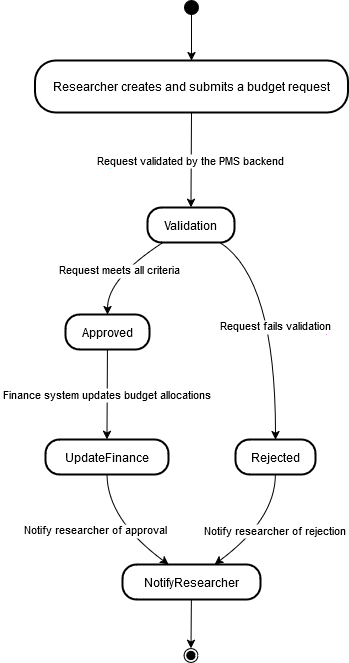 Researcher creates and submits a budget request
Request validated by the PMS backend
Validation
Request meets all criteria
Request fails validation
Approved
Finance system updates budget allocations
UpdateFinance
Rejected
Notify researcher of approval
Notify researcher of rejection
NotifyResearcher